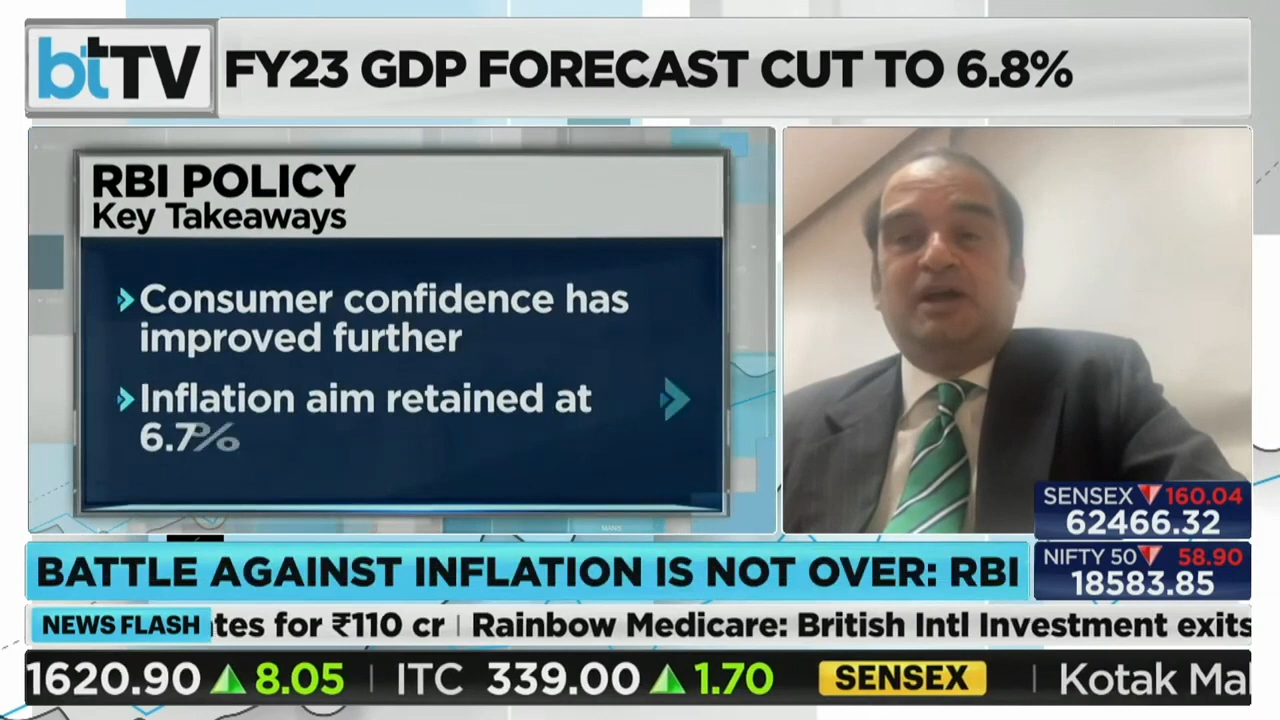 btTV
FY23 GDP FORECAST CUT TO 6.8%
RBI POLICY
Key Takeaways
Consumer confidence has
improved further
Inflation aim retained at
6.7%
SENSEX 160.04
62466.32
NIFTY 50 58.90
18583.85
BATTLE AGAINST INFLATION IS NOT OVER: RBI
NEWS FLASH tes for ₹110 cr | Rainbow Medicare: British Intl Investment exits
1620.90 8.05 | ITC 339.00 1.70 SENSEX | Kotak Ma